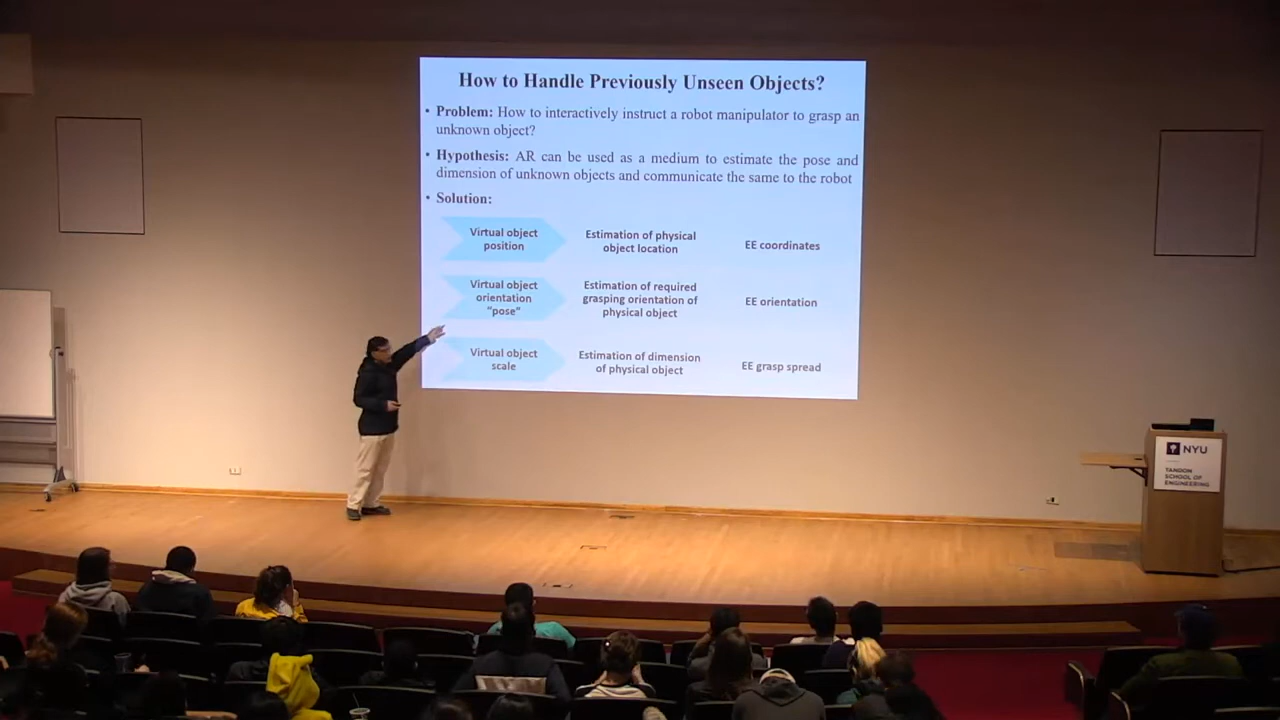 How to Handle Previously Unseen Objects?
• Problem: How to interactively instruct a robot manipulator to grasp an
unknown object?
• Hypothesis: AR can be used as a medium to estimate the pose and
dimension of unknown objects and communicate the same to the robot
• Solution:
Virtual object
position
Estimation of physical
object location
EE coordinates
Virtual object
orientation
"pose"
Estimation of required
grasping orientation of
physical object
EE orientation
Virtual object
scale
Estimation of dimension
of physical object
EE grasp spread
NYU
TANDON
SCHOOL OF
ENGINEERING